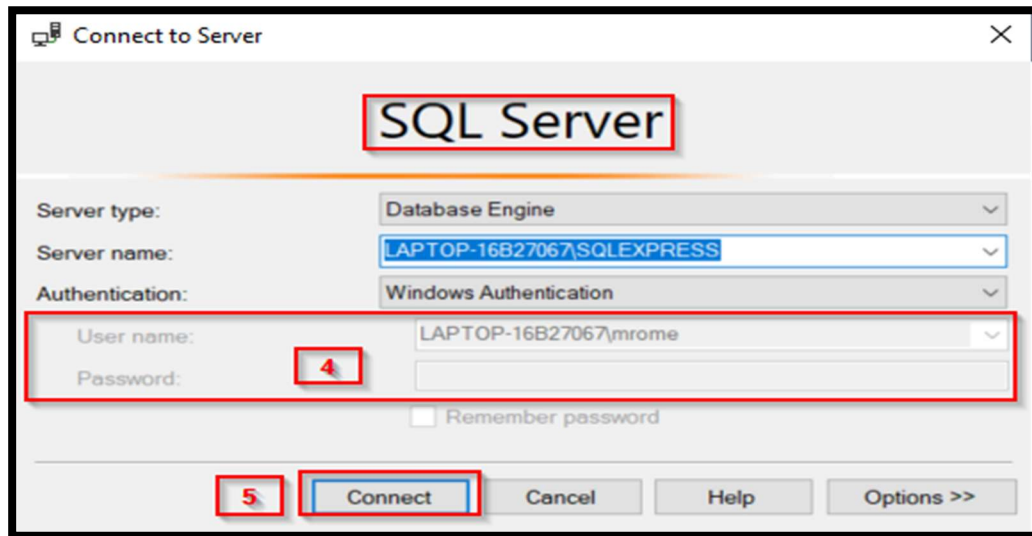 Connect to Server
SQL Server
Server type: Database Engine
Server name: LAPTOP-16B27067\SQLEXPRESS
Authentication: Windows Authentication
User name: LAPTOP-16B27067\mrome
4
Password:
Remember password
5 Connect Cancel Help Options >>